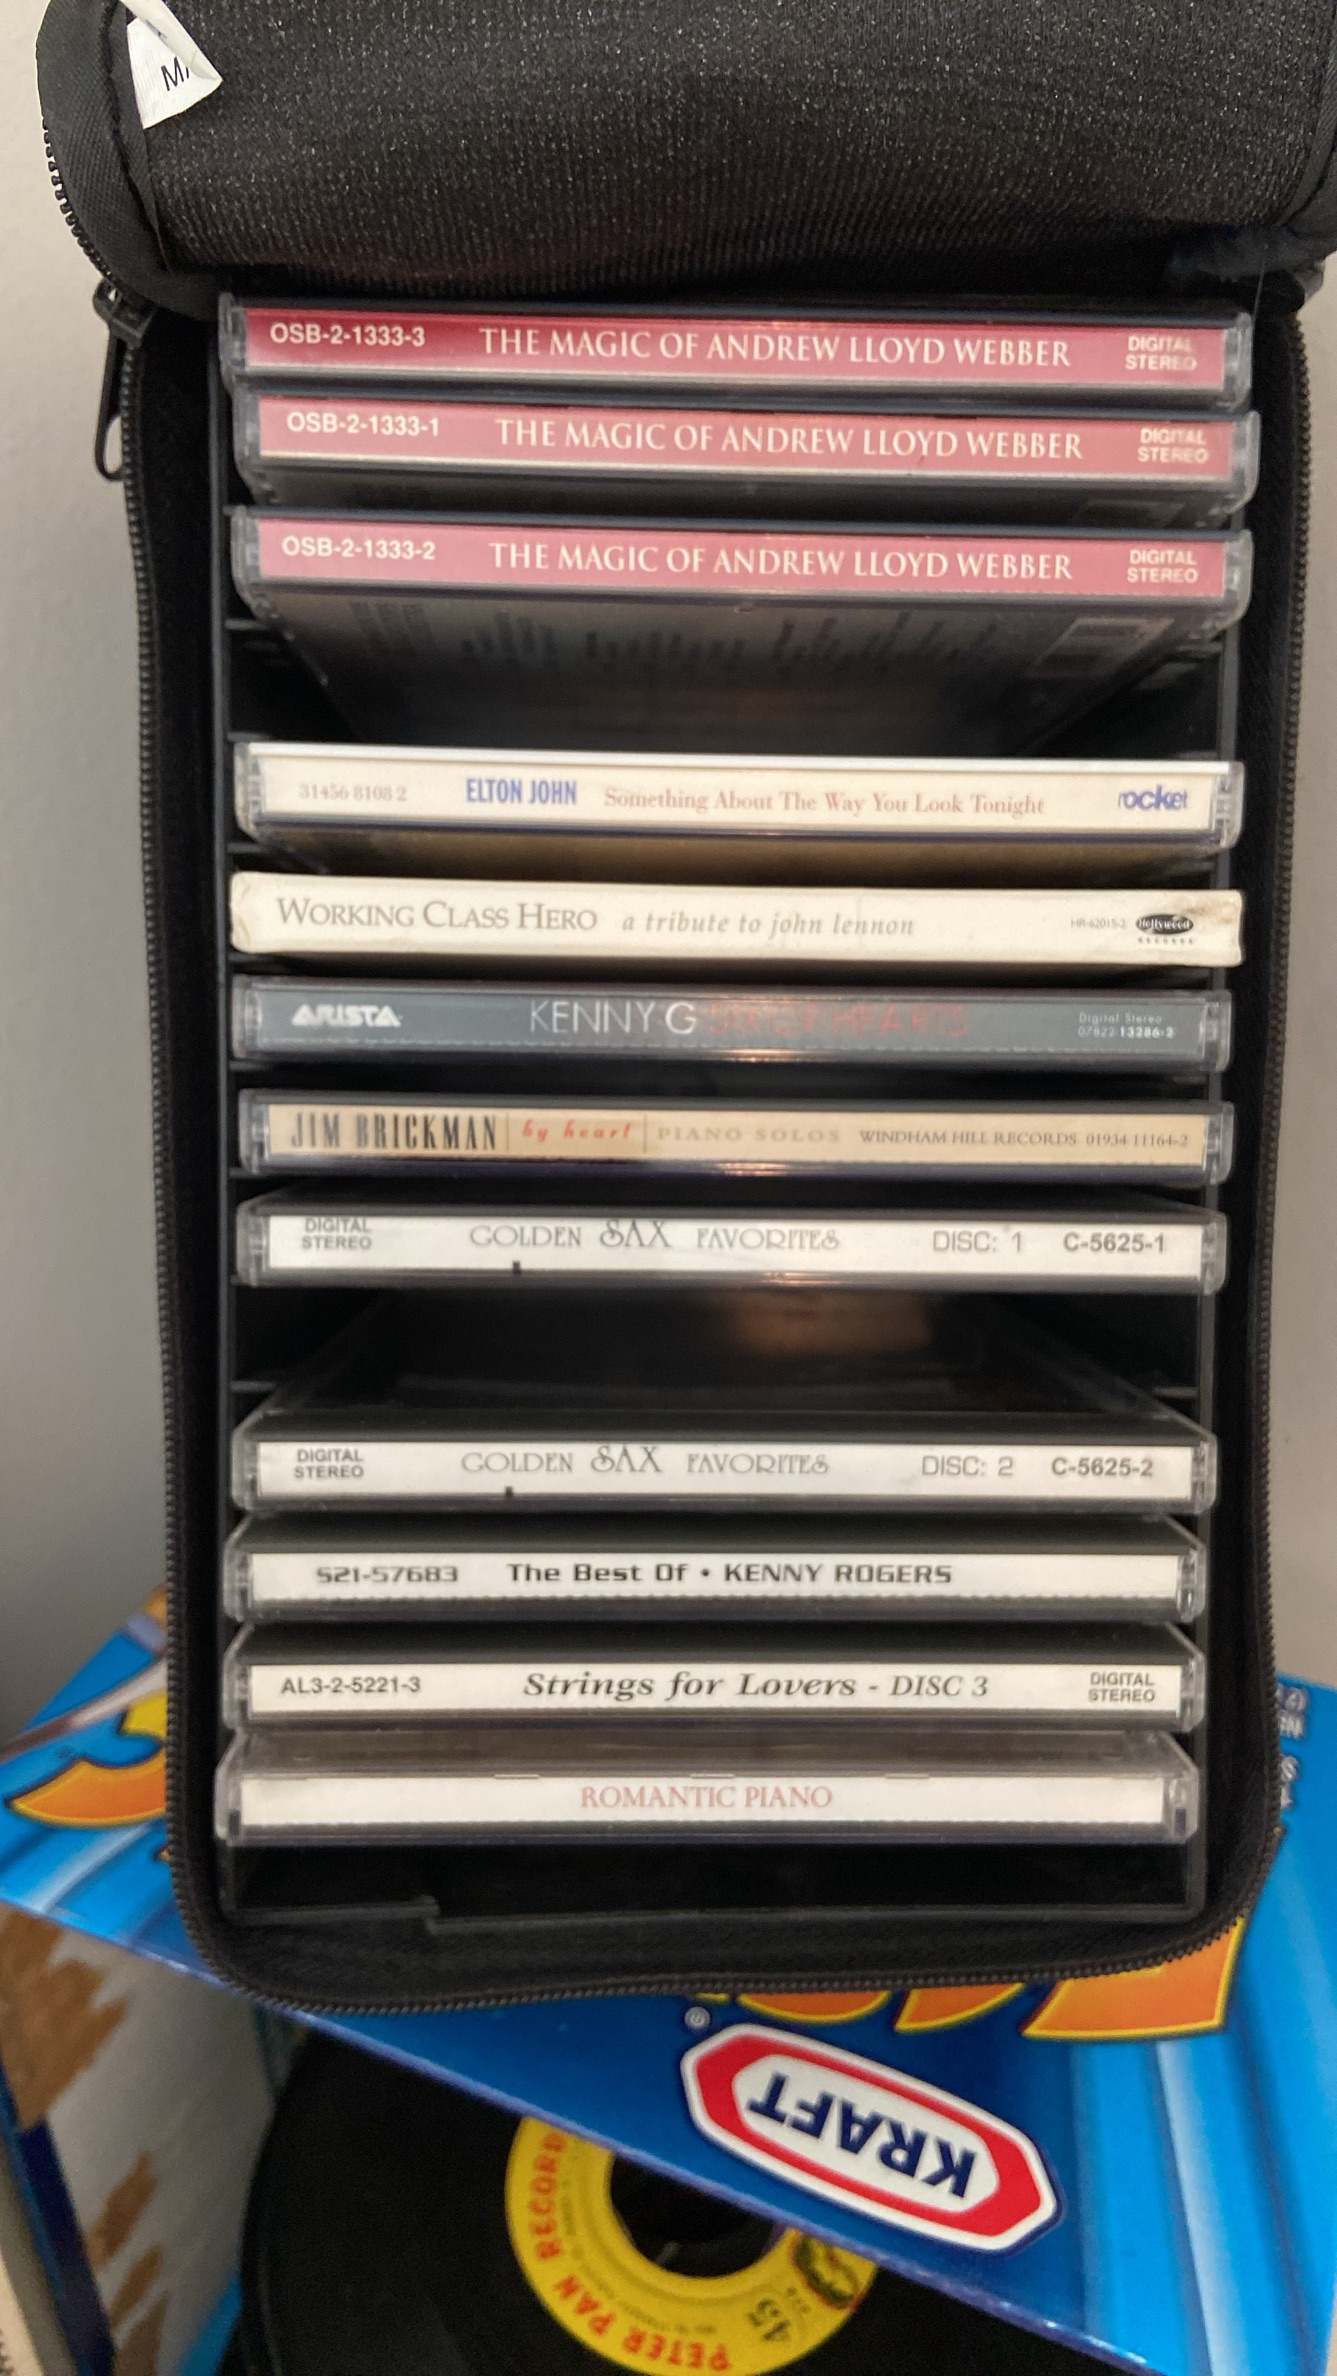 MA
OSB-2-1333-3 THE MAGIC OF ANDREW LLOYD WEBBER DIGITAL STEREO
OSB-2-1333-1 THE MAGIC OF ANDREW LLOYD WEBBER DIGITAL STEREO
OSB-2-1333-2 THE MAGIC OF ANDREW LLOYD WEBBER DIGITAL STEREO
31456 8108 2 ELTON JOHN Something About The Way You Look Tonight rocket
WORKING CLASS HERO a tribute to john lennon HR-62015-2 Hollywood RECORDS
ARISTA KENNY G HEARTS Digital Stereo 07822 13286-2
JIM BRICKMAN by heart PIANO SOLOS WINDHAM HILL RECORDS 01934 11164-2
DIGITAL STEREO GOLDEN SAX FAVORITES DISC: 1 C-5625-1
DIGITAL STEREO GOLDEN SAX FAVORITES DISC: 2 C-5625-2
S21-57683 The Best Of • KENNY ROGERS
AL3-2-5221-3 Strings for Lovers - DISC 3 DIGITAL STEREO
ROMANTIC PIANO
KRAFT
PETER PAN RECORD
45